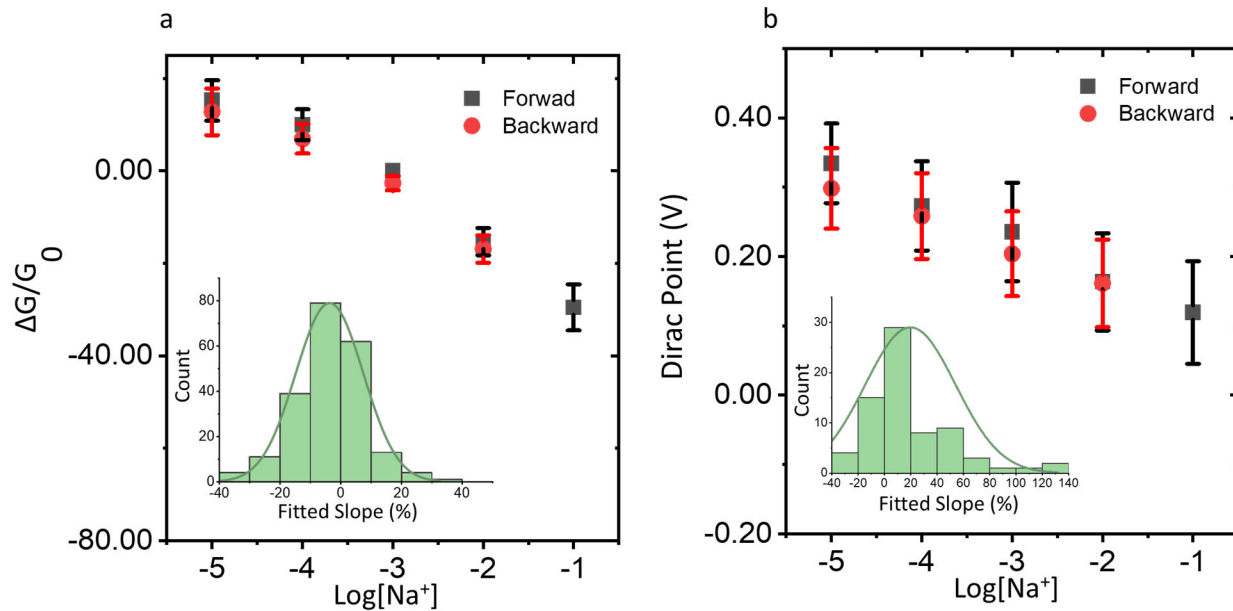 a
Forwad
Backward
0.00
-40.00
-80.00
ΔG/G0
-5
-4
-3
-2
-1
Log[Na+]
80
60
40
20
0
Count
-40
-20
0
20
40
Fitted Slope (%)
b
Forward
Backward
0.40
0.20
0.00
-0.20
Dirac Point (V)
-5
-4
-3
-2
-1
Log[Na+]
30
20
10
0
Count
-40
-20
0
20
40
60
80
100
120
140
Fitted Slope (%)